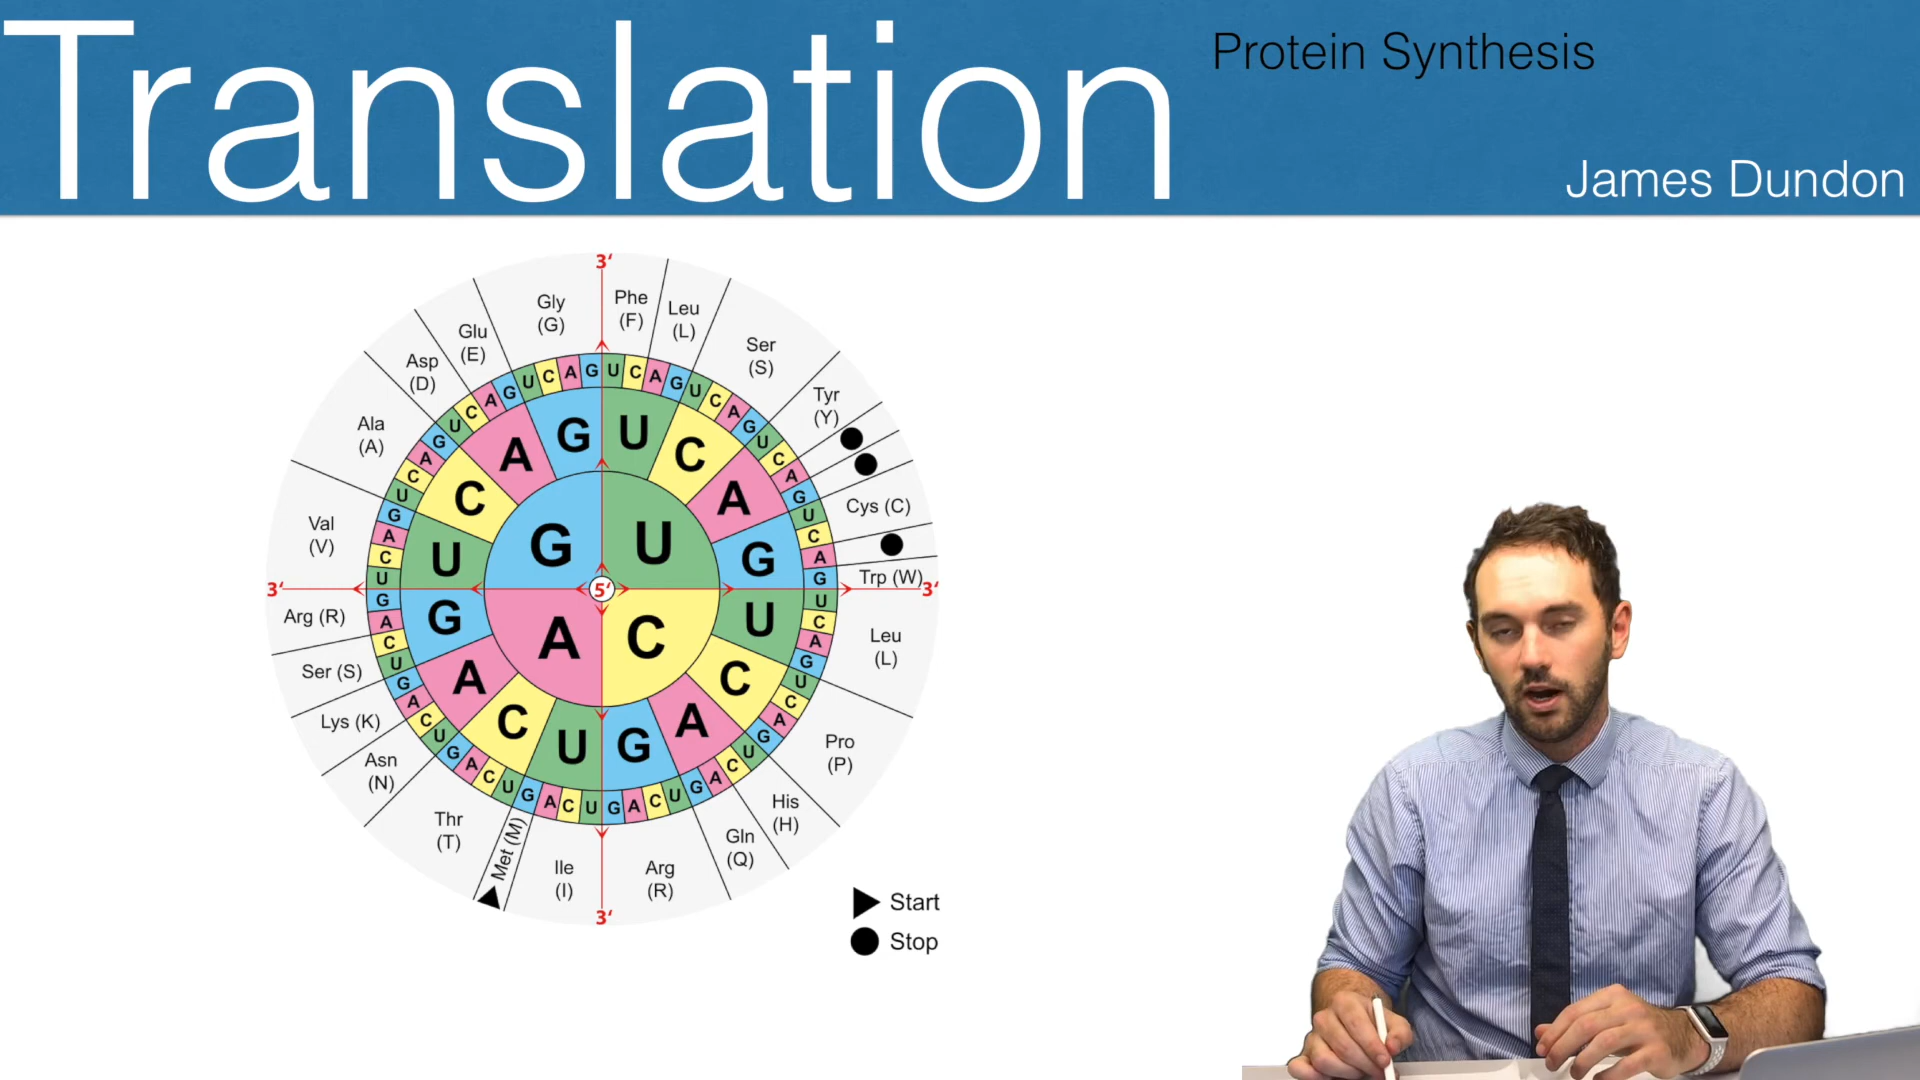 Translation
Protein Synthesis
James Dundon
3‘
Gly
(G)
Phe
(F)
Leu
(L)
Ser
(S)
Tyr
(Y)
Cys (C)
Trp (W)
3‘
Leu
(L)
Pro
(P)
His
(H)
Gln
(Q)
Arg
(R)
3‘
Ile
(I)
Met (M)
Thr
(T)
Asn
(N)
Lys (K)
Ser (S)
Arg (R)
3‘
Val
(V)
Ala
(A)
Asp
(D)
Glu
(E)
U C A G U C A G U C A G U C A G
U C A G U C A G U C A G U C A G
G A C U G A C U G A C U G A C U
G A C U G A C U G A C U G A C U
U C A G
U C A G
U C A G
U C A G
G U
A C
5‘
Start
Stop